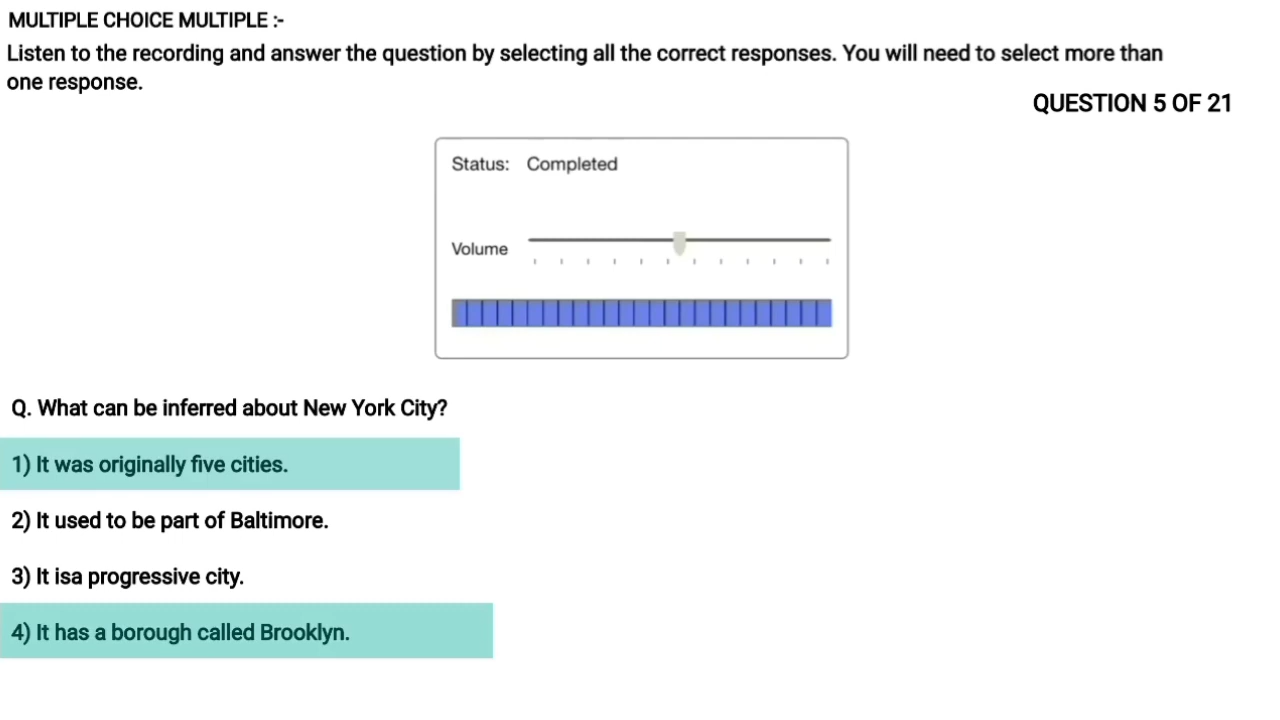 MULTIPLE CHOICE MULTIPLE :-
Listen to the recording and answer the question by selecting all the correct responses. You will need to select more than
one response.
QUESTION 5 OF 21
Status: Completed
Volume
Q. What can be inferred about New York City?
1) It was originally five cities.
2) It used to be part of Baltimore.
3) It isa progressive city.
4) It has a borough called Brooklyn.